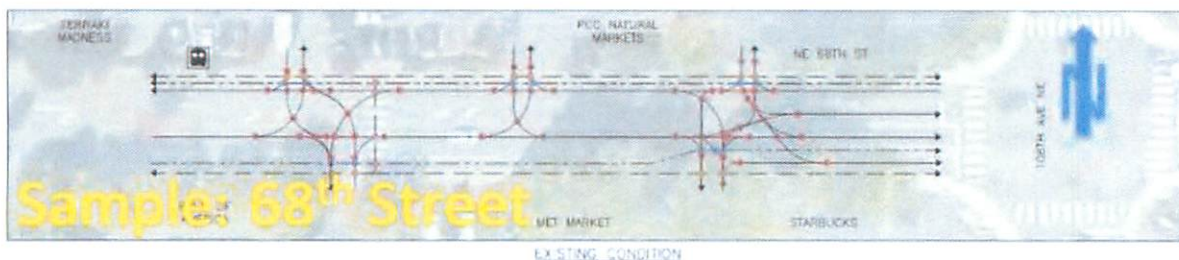 TERIYAKI
MADNESS
PCC NATURAL
MARKETS
NE 68TH ST
108TH AVE NE
Sample: 68th Street
MET MARKET
STARBUCKS
EXISTING CONDITION